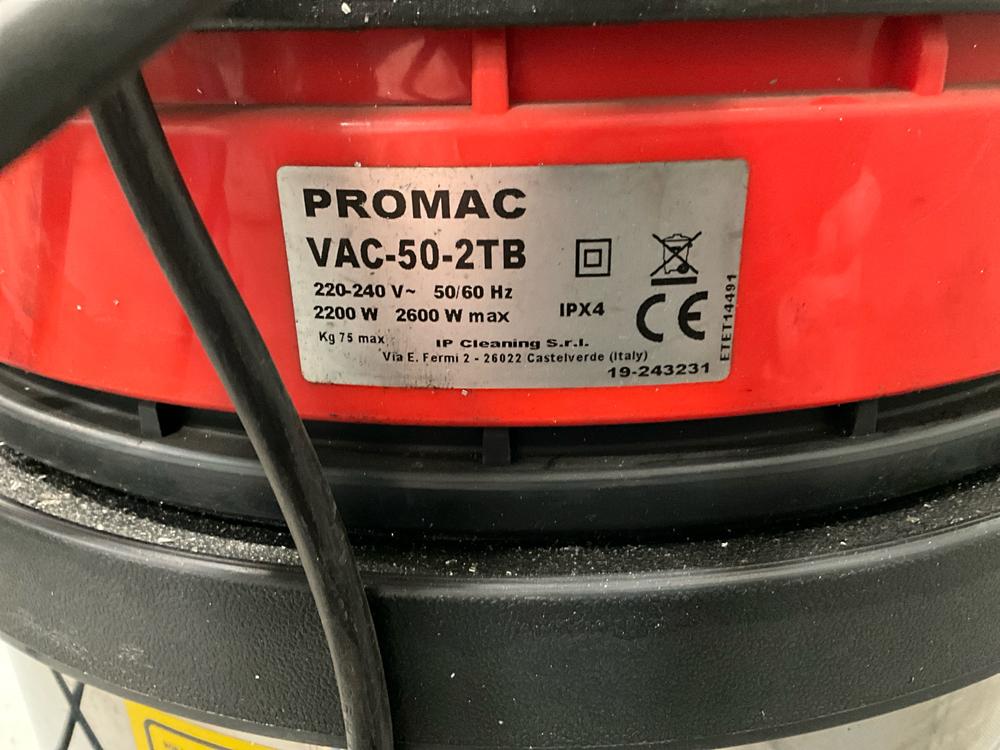 PROMAC
VAC-50-2TB
220-240 V~ 50/60 Hz
2200 W 2600 W max
IPX4
Kg 75 max
IP Cleaning S.r.l.
Via E. Fermi 2 - 26022 Castelverde (Italy)
19-243231
CE
ETET14491